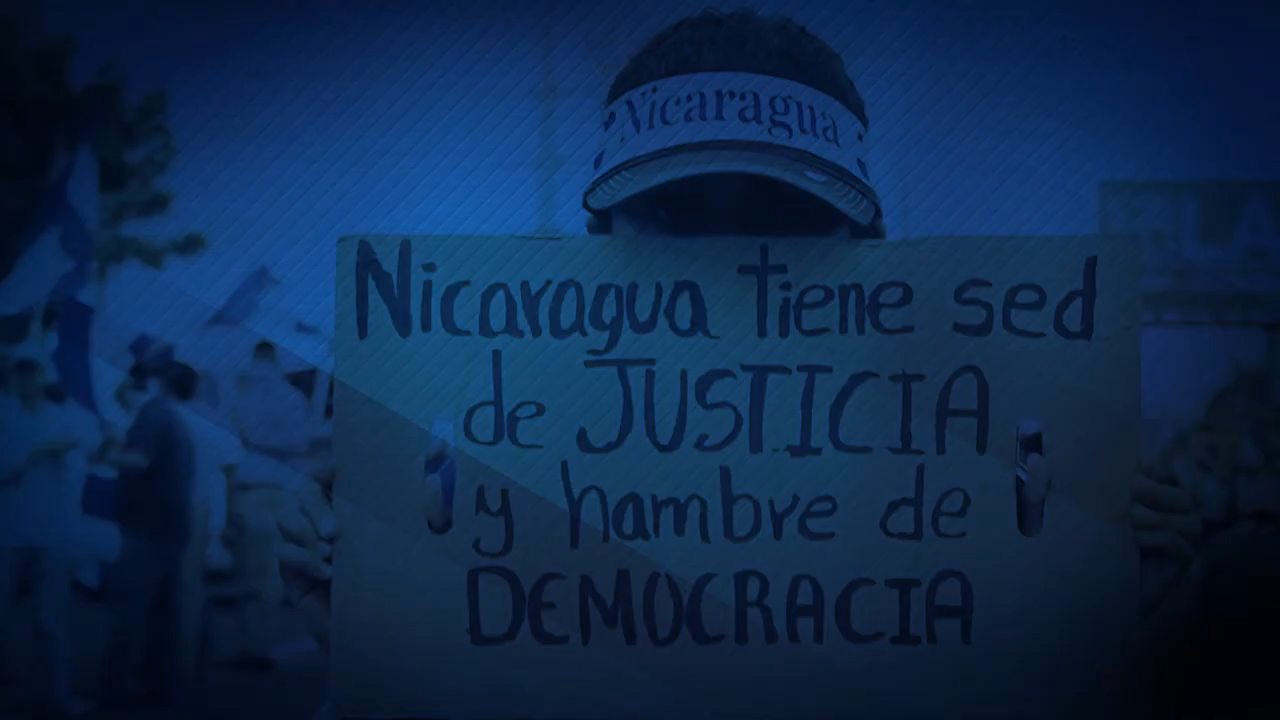 Nicaragua
Nicaragua tiene sed
de JUSTICIA
y hambre de
DEMOCRACIA